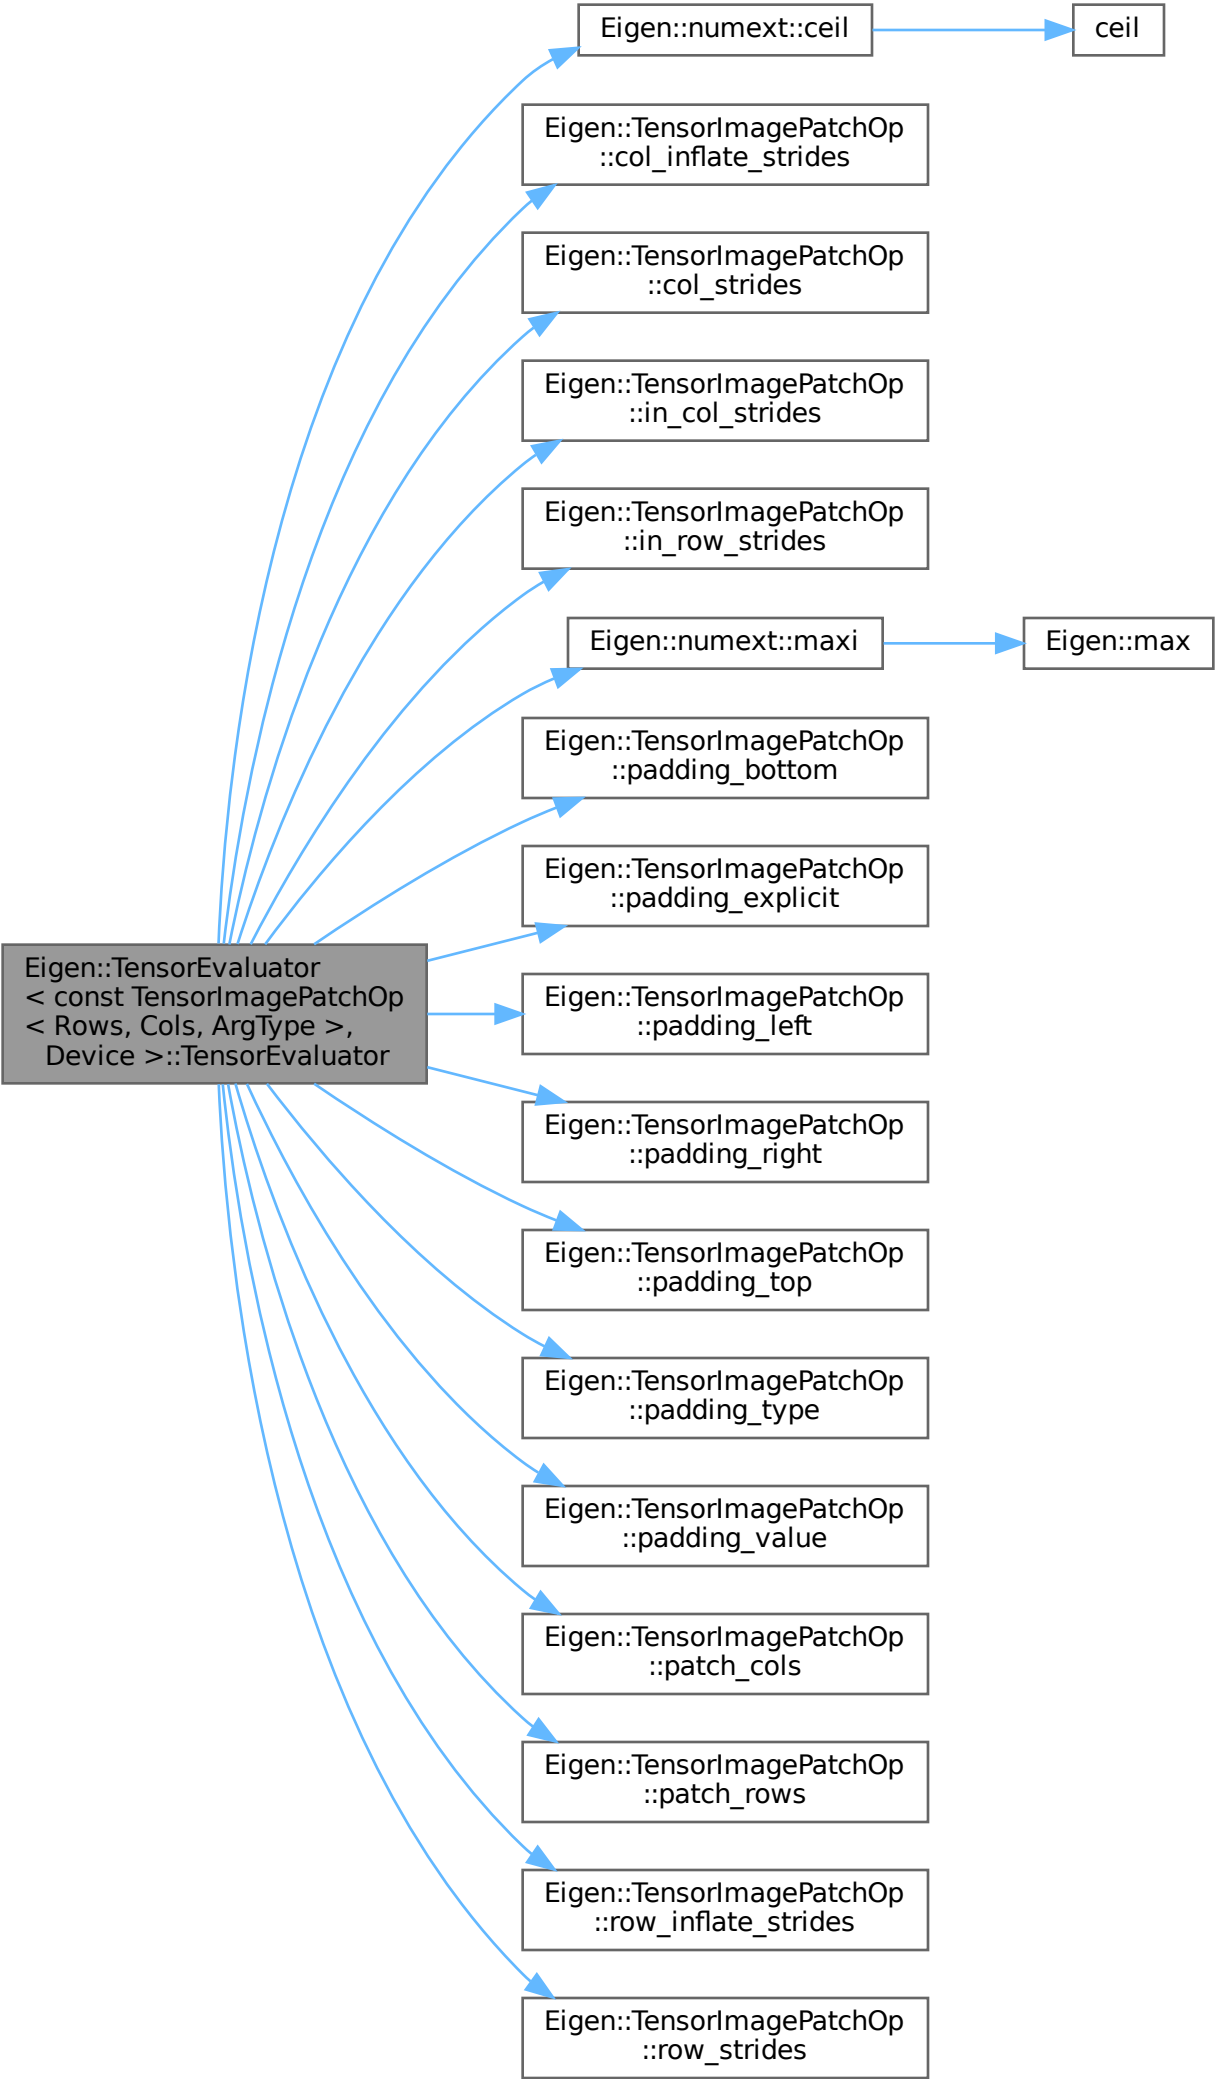 Eigen::numext::ceil
ceil
Eigen::TensorImagePatchOp
::col_inflate_strides
Eigen::TensorImagePatchOp
::col_strides
Eigen::TensorImagePatchOp
::in_col_strides
Eigen::TensorImagePatchOp
::in_row_strides
Eigen::numext::maxi
Eigen::max
Eigen::TensorImagePatchOp
::padding_bottom
Eigen::TensorImagePatchOp
::padding_explicit
Eigen::TensorEvaluator
< const TensorImagePatchOp
< Rows, Cols, ArgType >,
Device >::TensorEvaluator
Eigen::TensorImagePatchOp
::padding_left
Eigen::TensorImagePatchOp
::padding_right
Eigen::TensorImagePatchOp
::padding_top
Eigen::TensorImagePatchOp
::padding_type
Eigen::TensorImagePatchOp
::padding_value
Eigen::TensorImagePatchOp
::patch_cols
Eigen::TensorImagePatchOp
::patch_rows
Eigen::TensorImagePatchOp
::row_inflate_strides
Eigen::TensorImagePatchOp
::row_strides